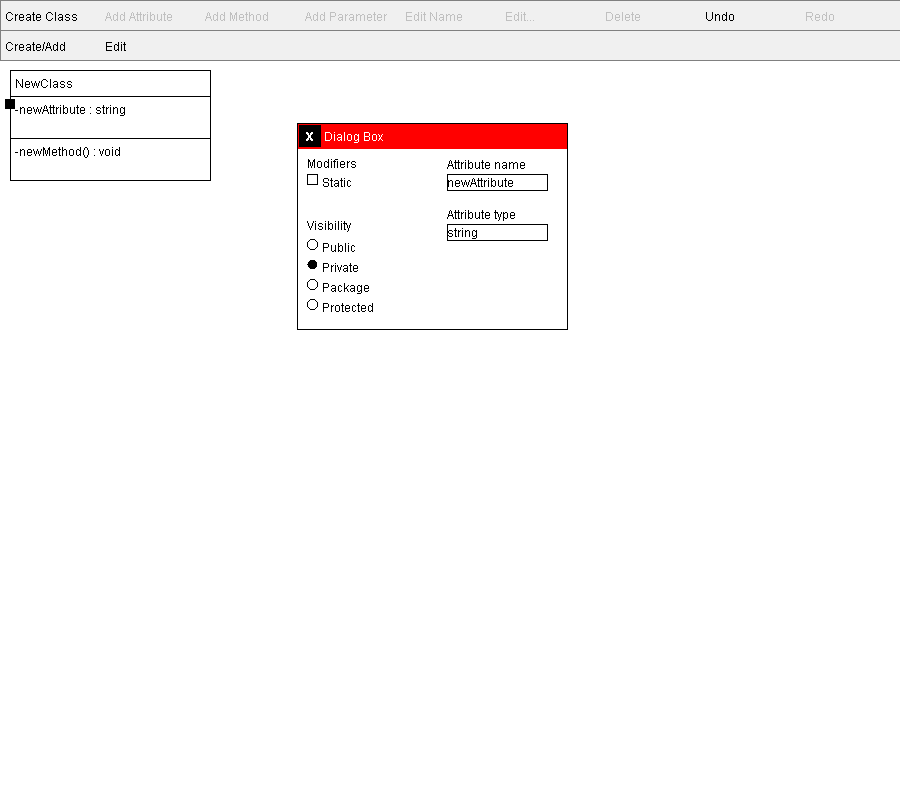 Create Class Add Attribute Add Method Add Parameter Edit Name Edit... Delete Undo Redo
Create/Add Edit
NewClass
-newAttribute : string
-newMethod() : void
X Dialog Box
Modifiers
Static
Visibility
Public
Private
Package
Protected
Attribute name
newAttribute
Attribute type
string